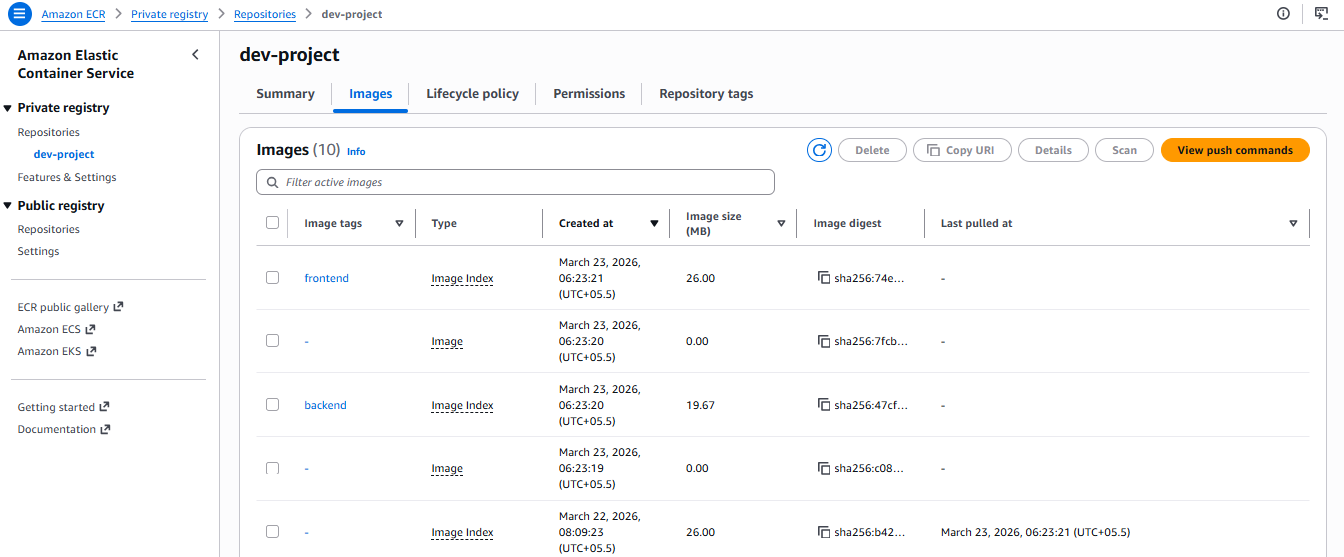 Amazon ECR > Private registry > Repositories > dev-project
Amazon Elastic
Container Service
Private registry
Repositories
dev-project
Features & Settings
Public registry
Repositories
Settings
ECR public gallery
Amazon ECS
Amazon EKS
Getting started
Documentation
dev-project
Summary Images Lifecycle policy Permissions Repository tags
Images (10) Info Delete Copy URI Details Scan View push commands
Filter active images
Image tags Type Created at Image size
(MB) Image digest Last pulled at
frontend Image Index March 23, 2026,
06:23:21
(UTC+05.5) 26.00 sha256:74e... -
- Image March 23, 2026,
06:23:20
(UTC+05.5) 0.00 sha256:7fcb... -
backend Image Index March 23, 2026,
06:23:20
(UTC+05.5) 19.67 sha256:47cf... -
- Image March 23, 2026,
06:23:19
(UTC+05.5) 0.00 sha256:c08... -
- Image Index March 22, 2026,
08:09:23
(UTC+05.5) 26.00 sha256:b42... March 23, 2026, 06:23:21 (UTC+05.5)